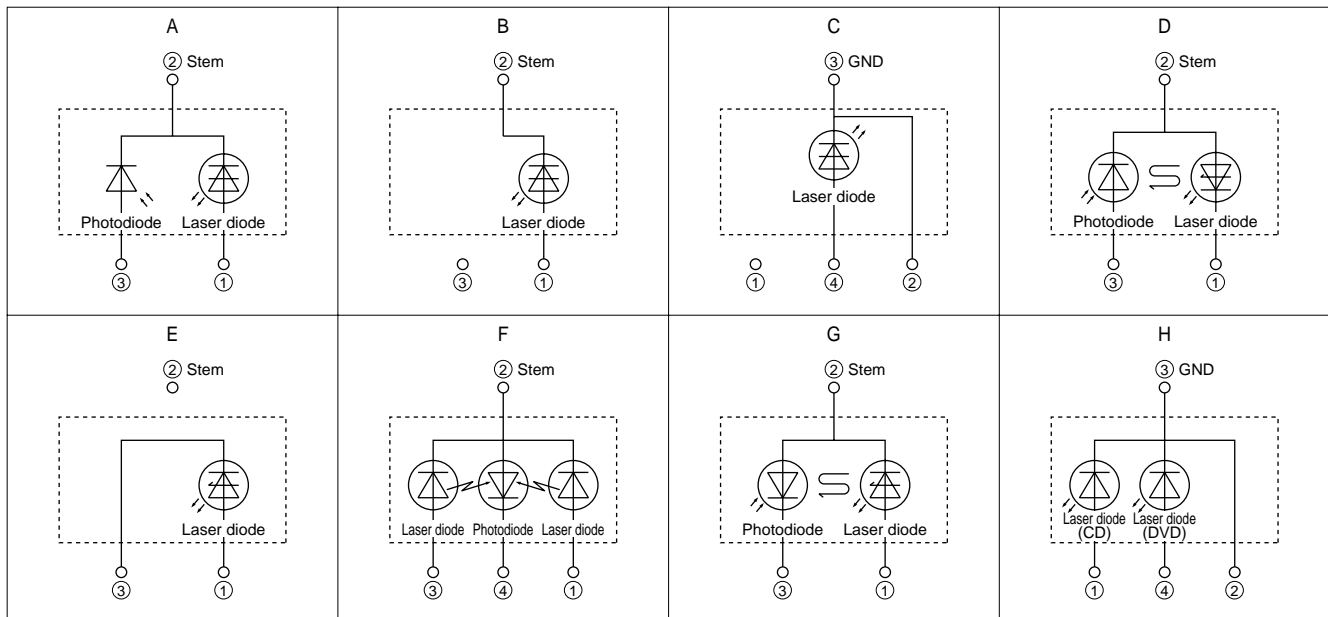 A
② Stem
Photodiode Laser diode
③ ①
B
② Stem
Laser diode
③ ①
C
③ GND
Laser diode
① ④ ②
D
② Stem
Photodiode Laser diode
③ ①
E
② Stem
Laser diode
③ ①
F
② Stem
Laser diode Photodiode Laser diode
③ ④ ①
G
② Stem
Photodiode Laser diode
③ ①
H
③ GND
Laser diode Laser diode
(CD) (DVD)
① ④ ②